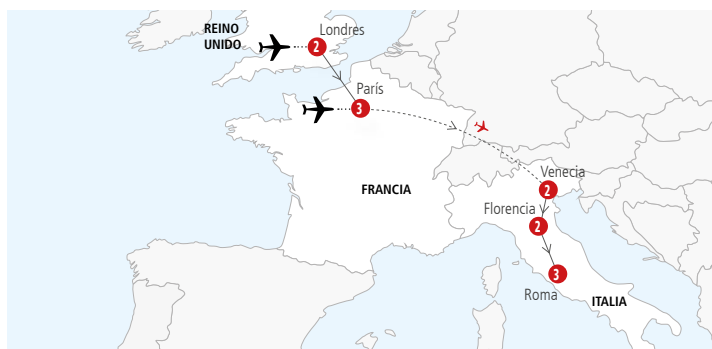 REINO
UNIDO
Londres
2
París
3
FRANCIA
Venecia
2
Florencia
2
3
Roma
ITALIA